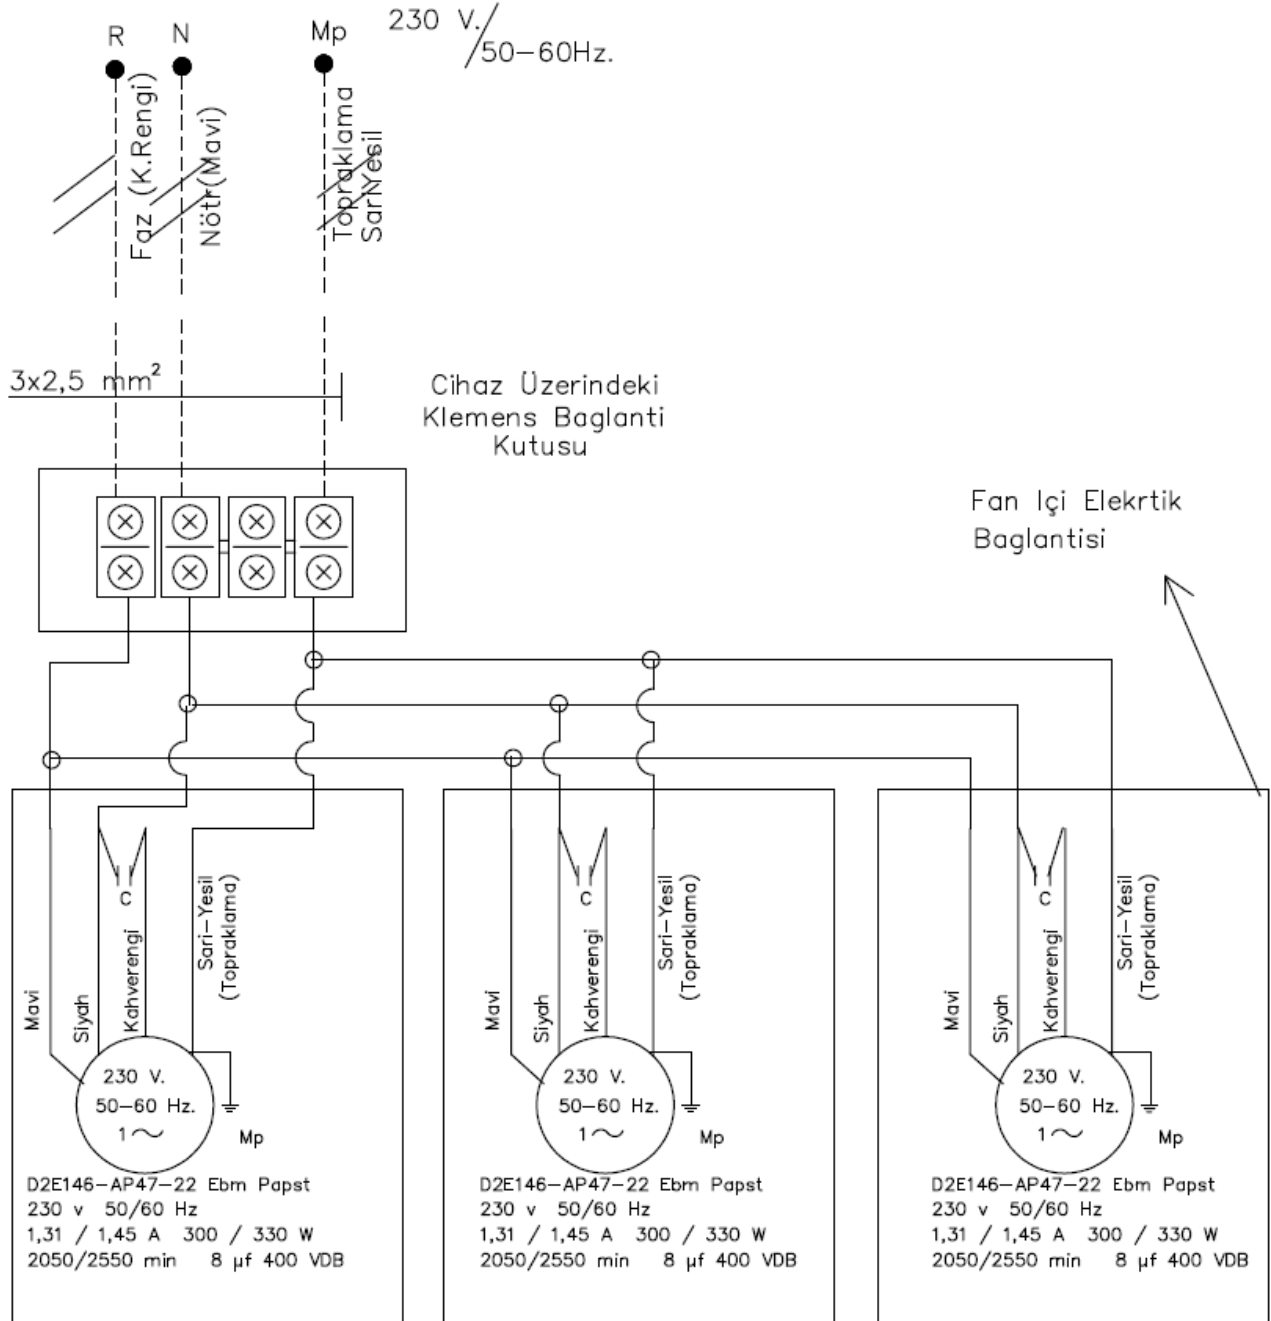 R
N
Mp
230 V./50-60Hz.
Faz (K.Rengi)
Nötr(Mavi)
Topraklama
Sari-Yesil
3x2,5 mm²
Cihaz Üzerindeki
Klemens Baglanti
Kutusu
Fan Içi Elekrtik
Baglantisi
Mavi
Siyah
C
Kahverengi
Sari-Yesil
(Topraklama)
230 V.
50-60 Hz.
1~
Mp
D2E146-AP47-22 Ebm Papst
230 v 50/60 Hz
1,31 / 1,45 A 300 / 330 W
2050/2550 min 8 µf 400 VDB
Mavi
Siyah
C
Kahverengi
Sari-Yesil
(Topraklama)
230 V.
50-60 Hz.
1~
Mp
D2E146-AP47-22 Ebm Papst
230 v 50/60 Hz
1,31 / 1,45 A 300 / 330 W
2050/2550 min 8 µf 400 VDB
Mavi
Siyah
C
Kahverengi
Sari-Yesil
(Topraklama)
230 V.
50-60 Hz.
1~
Mp
D2E146-AP47-22 Ebm Papst
230 v 50/60 Hz
1,31 / 1,45 A 300 / 330 W
2050/2550 min 8 µf 400 VDB